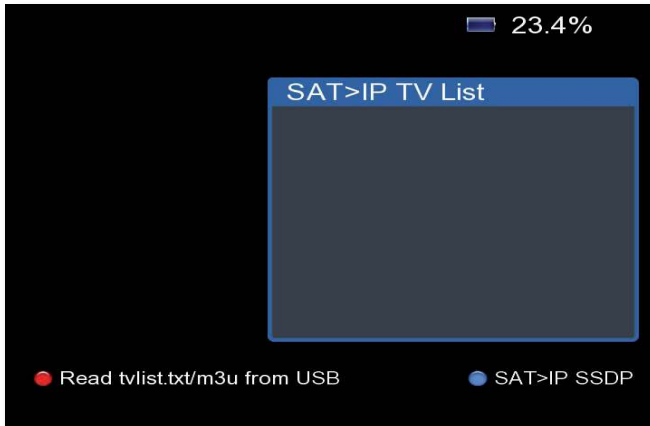 23.4%
SAT>IP TV List
Read tvlist.txt/m3u from USB
SAT>IP SSDP